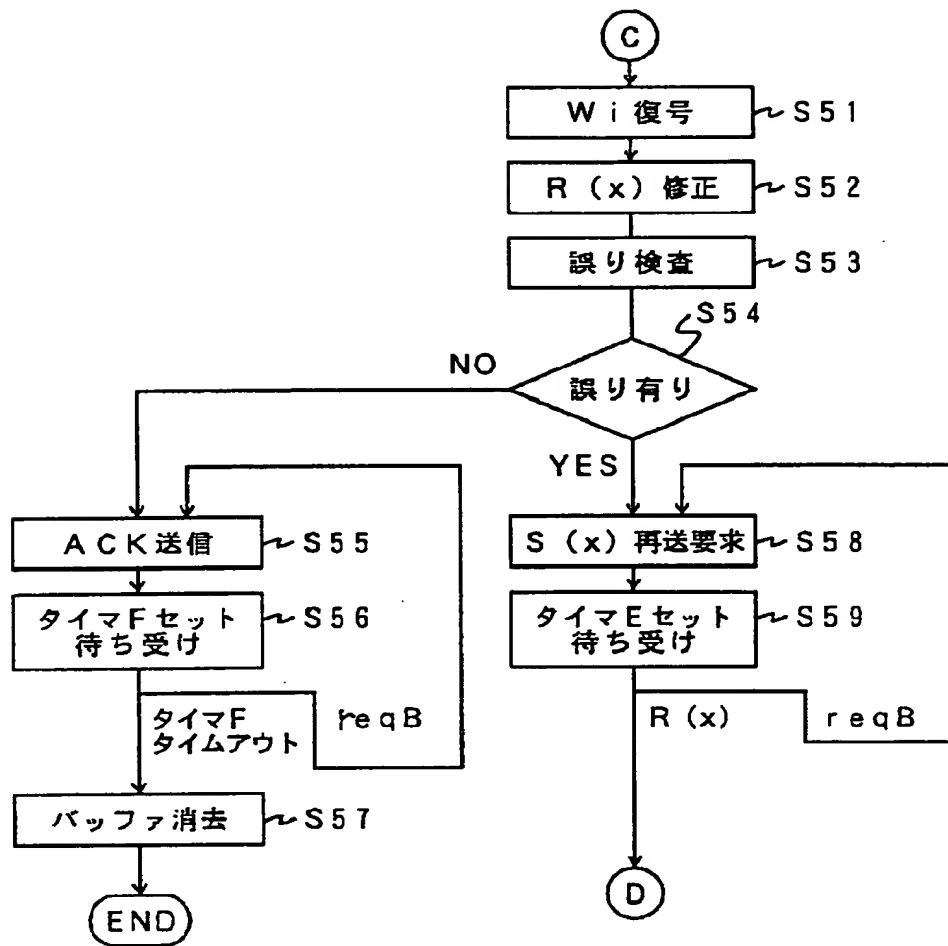 C
Wi復号
S51
R(x)修正
S52
誤り検査
S53
S54
誤り有り
NO
YES
ACK送信
S55
S(x)再送要求
S58
タイマFセット
待ち受け
S56
タイマEセット
待ち受け
S59
タイマF
タイムアウト
reqB
R(x)
reqB
バッファ消去
S57
END
D